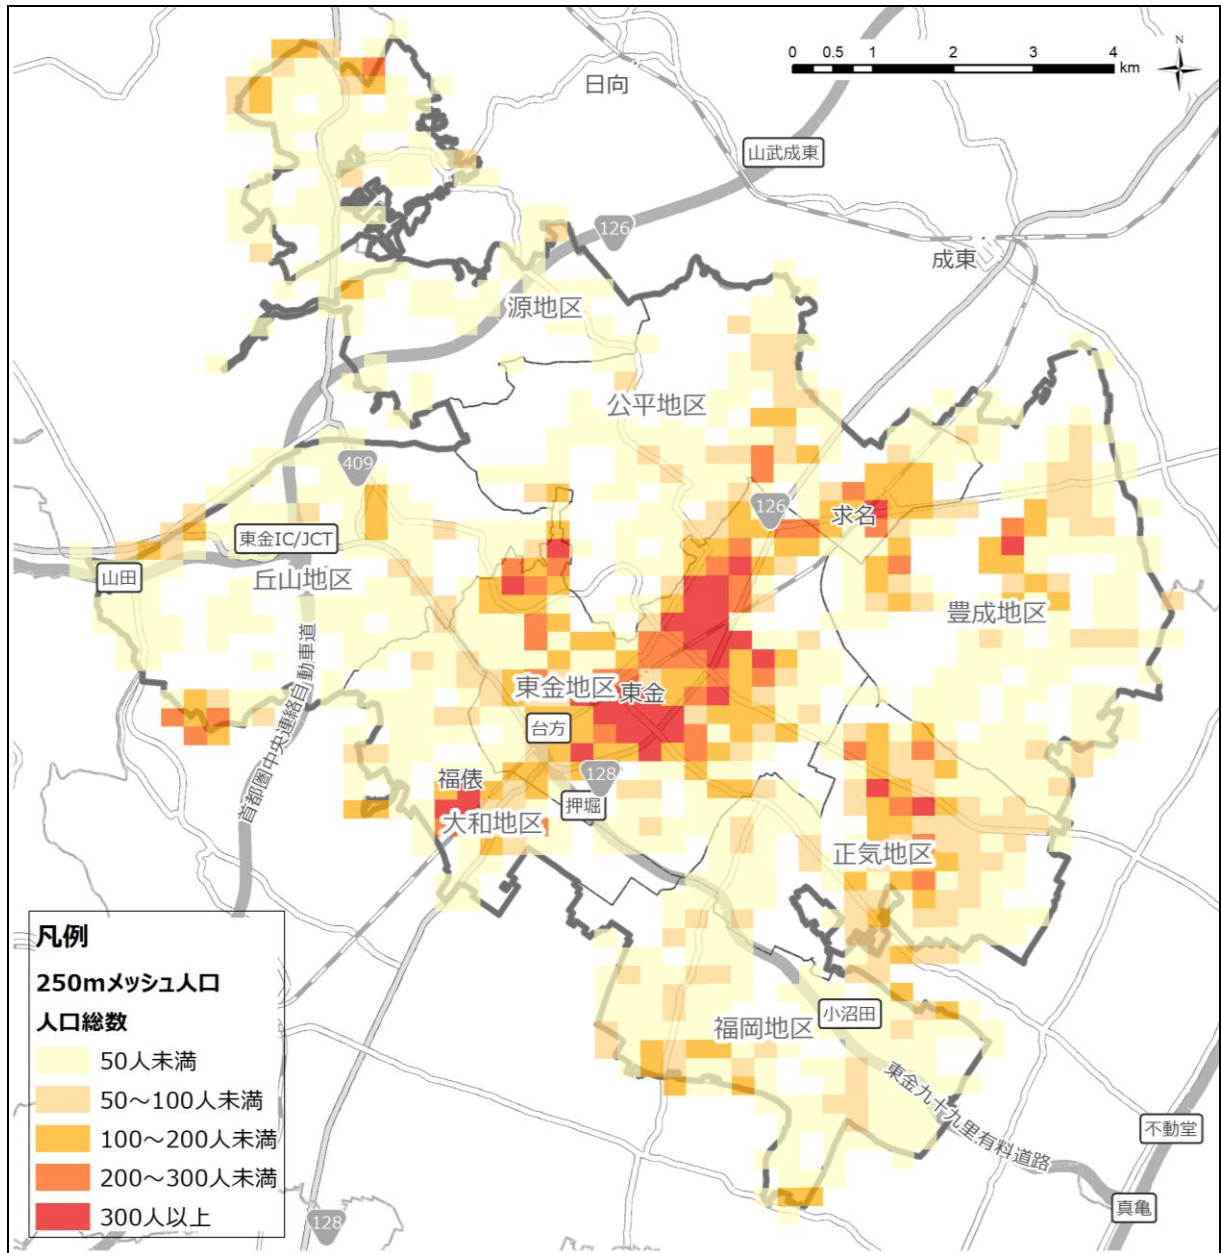 0 0.5 1 2 3 4
km
N
日向
山武成東
126
成東
源地区
公平地区
409
126
求名
東金IC/JCT
山田
丘山地区
豊成地区
首都圏中央連絡自動車道
東金地区
東金
台方
128
福俵
押堀
大和地区
正気地区
小沼田
福岡地区
東金九十九里有料道路
不動堂
真亀
128
凡例
250mメッシュ人口
人口総数
50人未満
50～100人未満
100～200人未満
200～300人未満
300人以上